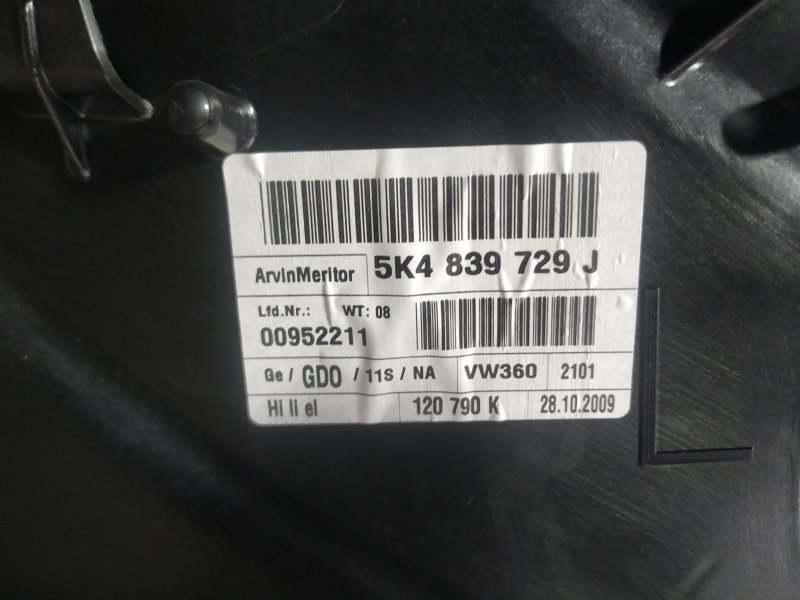 5K4 839 729 J
ArvinMeritor
Lfd.Nr.: WT: 08
00952211
Ge / GDO / 11S / NA VW360 2101
Hi li el 120 790 K 28.10.2009
L